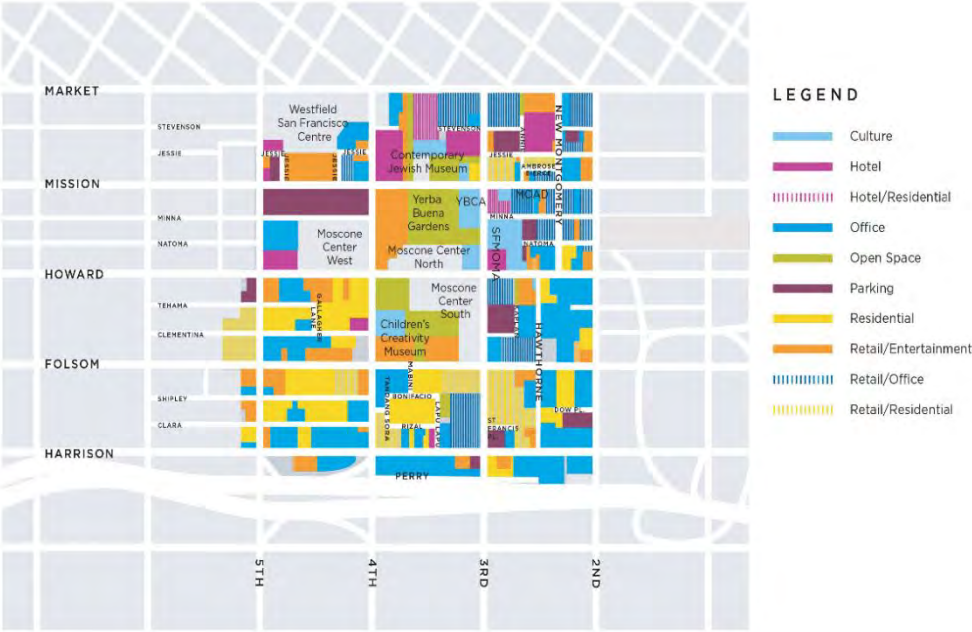 MARKET
STEVENSON
JESSIE
MISSION
MINNA
NATOMA
HOWARD
TEHAMA
CLEMENTINA
FOLSOM
SHIPLEY
CLARA
HARRISON
Westfield
San Francisco
Centre
JESSIE
JESSIE
JESSIE
JESSIE
STEVENSON
Contemporary
Jewish Museum
ANNIE
JESSIE
AMBROSE
BIERCE
NEW MONTGOMERY
Yerba
Buena
Gardens
YBCA
MOAD
MINNA
SFMOMA
NATOMA
Moscone
Center
West
Moscone Center
North
Moscone
Center
South
GALLAGHER
LANE
Children's
Creativity
Museum
KAPLAN
HAWTHORNE
MABINI
TANDANG SORA
BONIFACIO
LAPU LAPU
RIZAL
ST
FRANCIS
PL.
DOW PL.
PERRY
5TH
4TH
3RD
2ND
LEGEND
Culture
Hotel
Hotel/Residential
Office
Open Space
Parking
Residential
Retail/Entertainment
Retail/Office
Retail/Residential